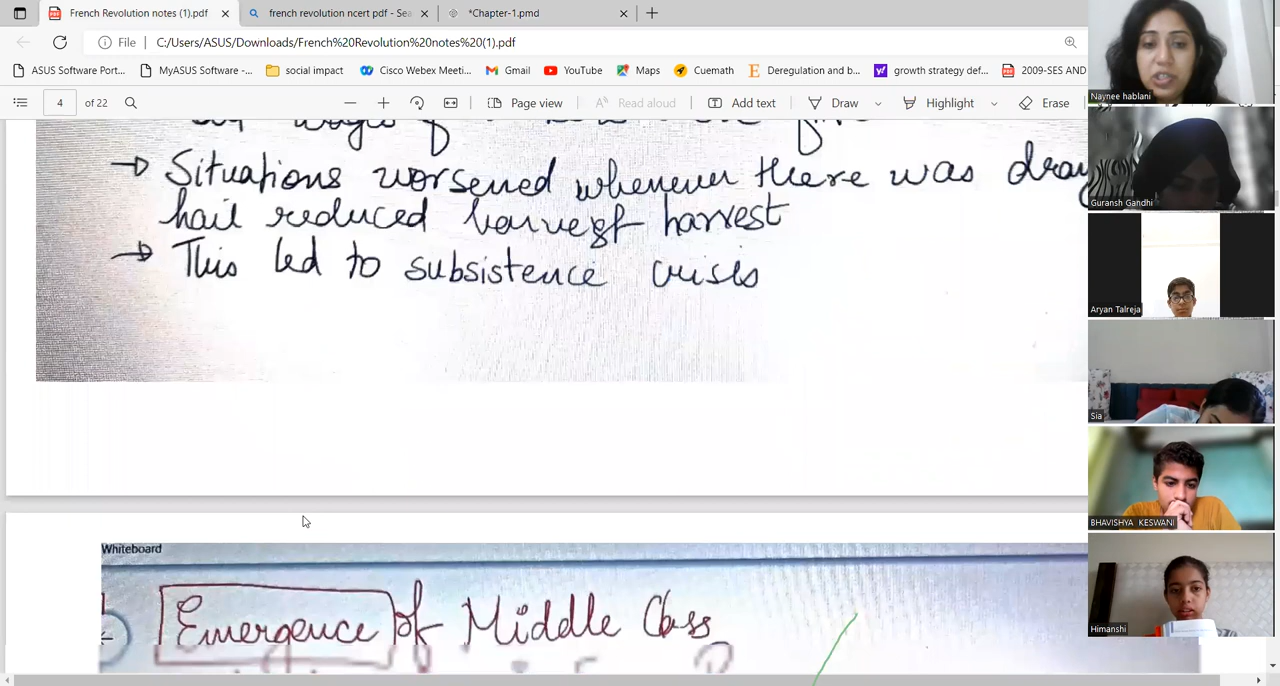 French Revolution notes (1).pdf
french revolution ncert pdf - Sea
*Chapter-1.pmd
File
C:/Users/ASUS/Downloads/French%20Revolution%20notes%20(1).pdf
ASUS Software Port...
MyASUS Software -...
social impact
Cisco Webex Meeti...
Gmail
YouTube
Maps
Cuemath
Deregulation and b...
growth strategy def...
2009-SES AND
4 of 22
Page view
Read aloud
Add text
Draw
Highlight
Erase
→ Situations worsened whenever there was
hail reduced harvest
→ This led to subsistence crisis
Whiteboard
Emergence of Middle Class
Naynee hablani
Guransh Gandhi
Aryan Talreja
Sia
BHAVISHYA KESWANI
Himanshi